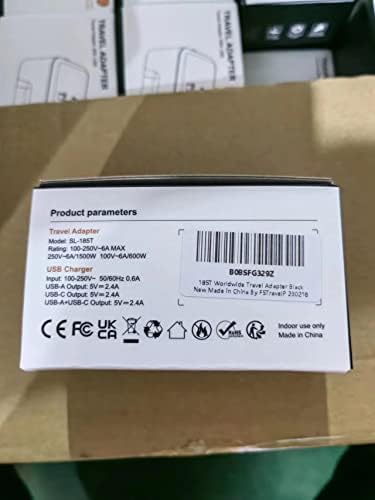 TRAVEL ADAPTER
TRAVEL ADAPTER
TRAVEL ADAPTER
Product parameters
Travel Adapter
Model: SL-185T
Rating: 100-250V~6A MAX
250V~6A/1500W 100V~6A/600W
USB Charger
Input: 100-250V~ 50/60Hz 0.6A
USB-A Output: 5V⎓2.4A
USB-C Output: 5V⎓2.4A
USB-A+USB-C Output: 5V⎓2.4A
B0BSFG329Z
185T Worldwide Travel Adapter Black
New Made In China By FSTravelP 230218
CE FC UK CA RoHS
Indoor use only
Made in China